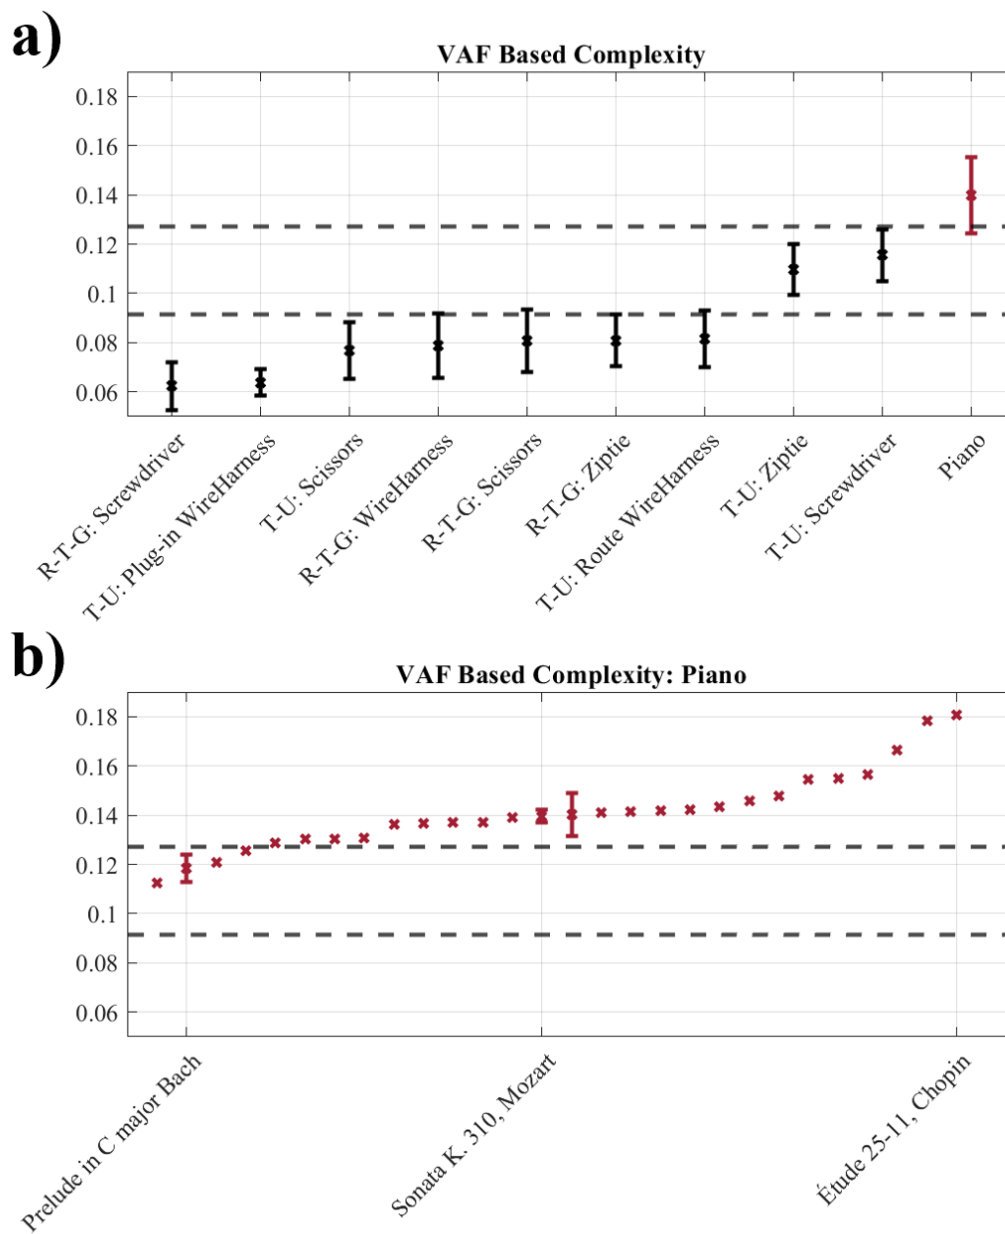 a)
VAF Based Complexity
0.18
0.16
0.14
0.12
0.1
0.08
0.06
R-T-G: Screwdriver
T-U: Plug-in WireHarness
T-U: Scissors
R-T-G: WireHarness
R-T-G: Scissors
R-T-G: Ziptie
T-U: Route WireHarness
T-U: Ziptie
T-U: Screwdriver
Piano
b)
VAF Based Complexity: Piano
0.18
0.16
0.14
0.12
0.1
0.08
0.06
Prelude in C major Bach
Sonata K. 310, Mozart
Étude 25-11, Chopin